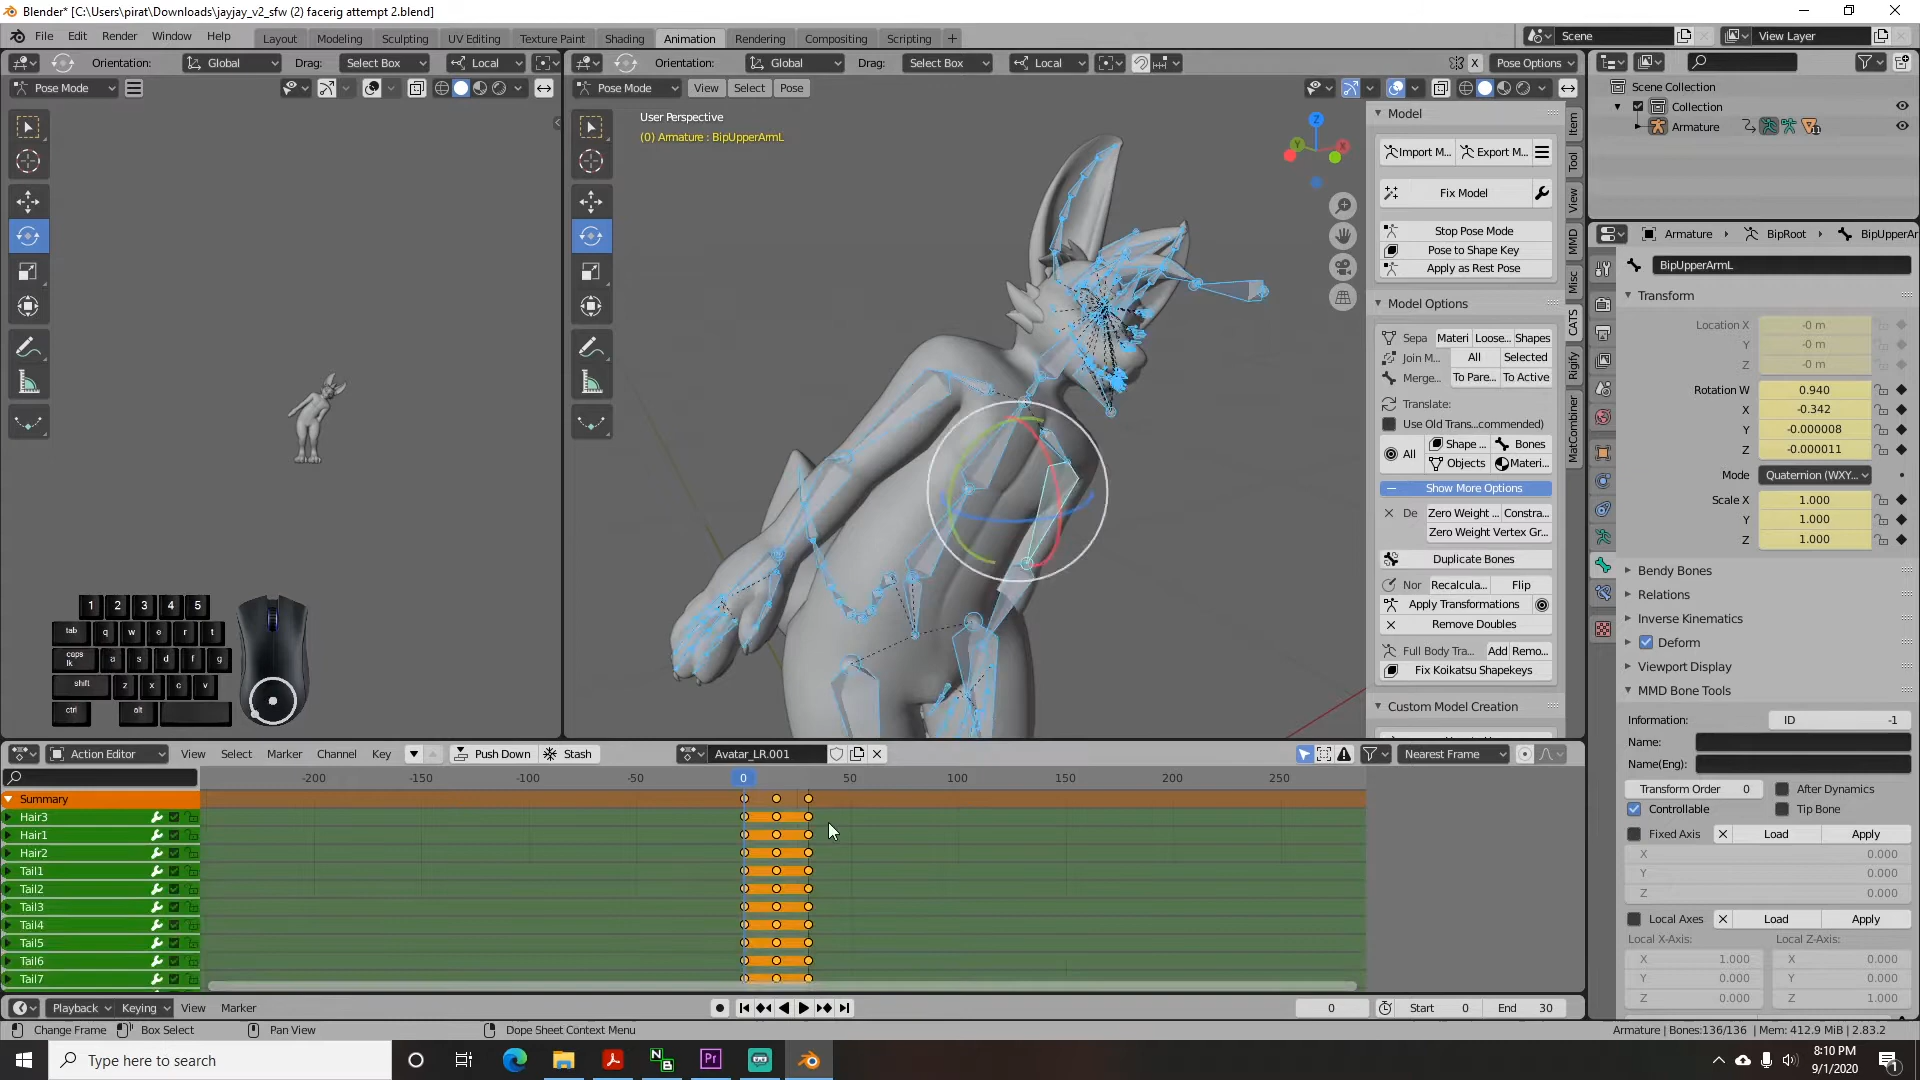 Blender* [C:\Users\pirat\Downloads\jayjay_v2_sfw (2) facerig attempt 2.blend]
File Edit Render Window Help
Layout Modeling Sculpting UV Editing Texture Paint Shading Animation Rendering Compositing Scripting +
Scene
View Layer
Orientation: Global Drag: Select Box Local
Orientation: Global Drag: Select Box Local X Pose Options
Pose Mode
Pose Mode View Select Pose
User Perspective
(0) Armature : BipUpperArmL
Z
Y
X
Scene Collection
Collection
Armature
Armature BipRoot BipUpperAr
BipUpperArmL
Transform
Location X -0 m
Y -0 m
Z -0 m
Rotation W 0.940
X -0.342
Y -0.000008
Z -0.000011
Mode Quaternion (WXY...
Scale X 1.000
Y 1.000
Z 1.000
Bendy Bones
Relations
Inverse Kinematics
Deform
Viewport Display
MMD Bone Tools
Information: ID -1
Name:
Name(Eng):
Transform Order 0 After Dynamics
Controllable Tip Bone
Fixed Axis Load Apply
X 0.000
Y 0.000
Z 0.000
Local Axes Load Apply
Local X-Axis: Local Z-Axis:
X 1.000 X 0.000
Y 0.000 Y 0.000
Z 0.000 Z 1.000
Model
Import M... Export M...
Fix Model
Stop Pose Mode
Pose to Shape Key
Apply as Rest Pose
Model Options
Sepa Materi Loose... Shapes
Join M... All Selected
Merge... To Pare... To Active
Translate:
Use Old Trans...commended)
All Shape ... Bones
Objects Materi...
Show More Options
De Zero Weight ... Constra...
Zero Weight Vertex Gr...
Duplicate Bones
Nor Recalcula... Flip
Apply Transformations
Remove Doubles
Full Body Tra... Add Remo...
Fix Koikatsu Shapekeys
Custom Model Creation
Item
Tool
View
MMD
Misc
CATS
Rigify
MatCombiner
1 2 3 4 5
tab q w e r t
caps lk a s d f g
shift z x c v
ctrl alt
Action Editor View Select Marker Channel Key Push Down Stash Avatar_LR.001 Nearest Frame
-200 -150 -100 -50 0 50 100 150 200 250
Summary
Hair3
Hair1
Hair2
Tail1
Tail2
Tail3
Tail4
Tail5
Tail6
Tail7
Playback Keying View Marker 0 Start 0 End 30
Change Frame Box Select Pan View Dope Sheet Context Menu Armature | Bones:136/136 | Mem: 412.9 MiB | 2.83.2
Type here to search
8:10 PM
9/1/2020
1